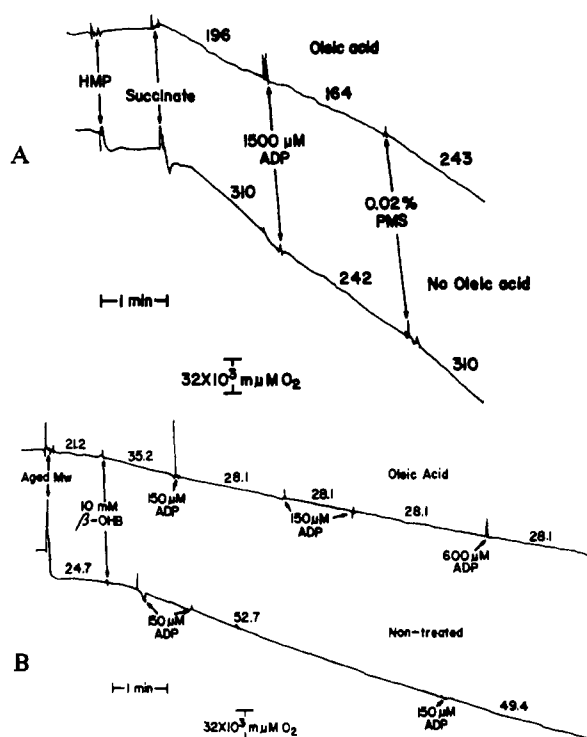 196
Oleic acid
HMP
Succinate
164
A
1500 μM
ADP
243
310
0.02%
PMS
242
No Oleic acid
1 min
310
32X10³ mμM O₂
21.2
35.2
Aged Mw
28.1
Oleic Acid
10 mM
β-OHB
150 μM
ADP
28.1
150 μM
ADP
28.1
28.1
600 μM
ADP
24.7
150 μM
ADP
52.7
Non-treated
B
1 min
150 μM
ADP
49.4
32X10³ mμM O₂